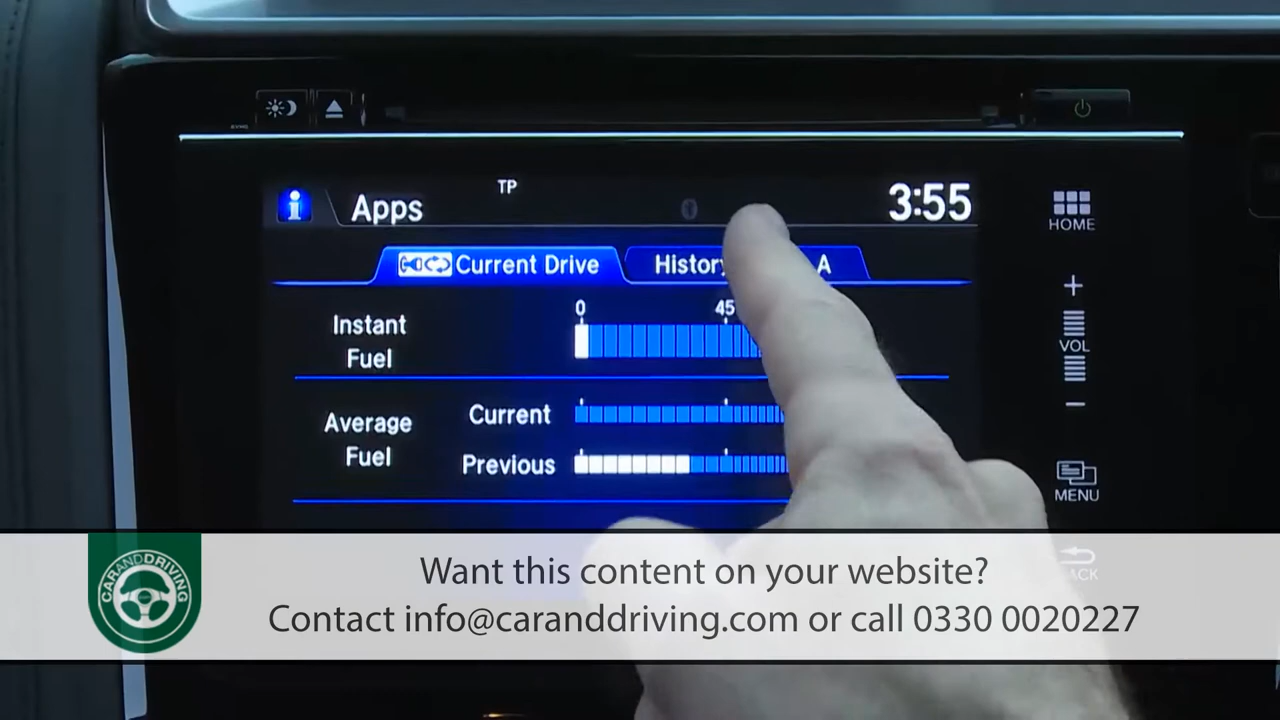 TP
Apps
3:55
HOME
Current Drive
History
A
0
45
Instant
Fuel
VOL
Average
Fuel
Current
Previous
MENU
CARANDDRIVING
Want this content on your website?
Contact info@caranddriving.com or call 0330 0020227